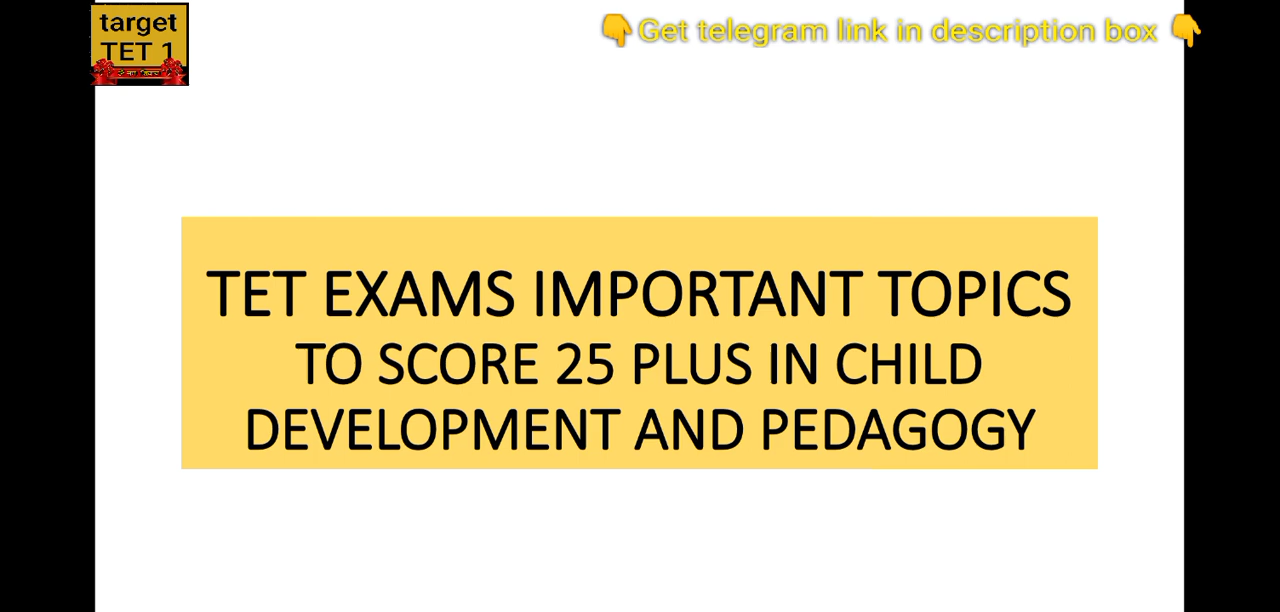 target
TET 1
👇Get telegram link in description box 👇
TET EXAMS IMPORTANT TOPICS
TO SCORE 25 PLUS IN CHILD
DEVELOPMENT AND PEDAGOGY